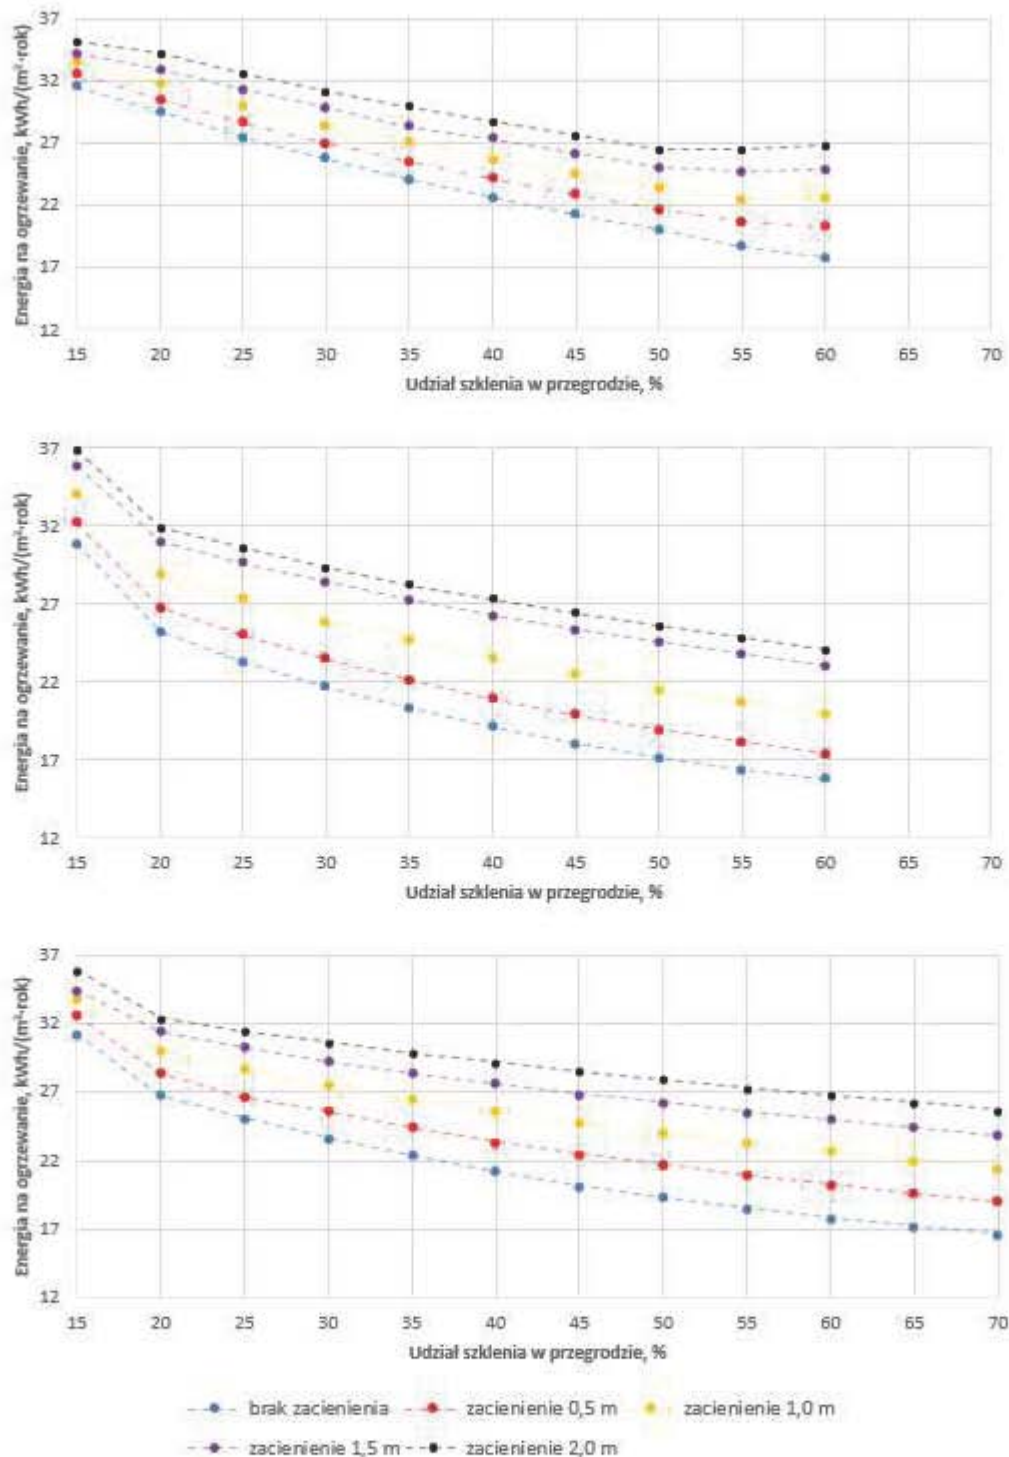 Energia na ogrzewanie, kWh/(m²·rok)
37
32
27
22
17
12
15 20 25 30 35 40 45 50 55 60 65 70
Udział szklenia w przegrodzie, %
Energia na ogrzewanie, kWh/(m²·rok)
37
32
27
22
17
12
15 20 25 30 35 40 45 50 55 60 65 70
Udział szklenia w przegrodzie, %
Energia na ogrzewanie, kWh/(m²·rok)
37
32
27
22
17
12
15 20 25 30 35 40 45 50 55 60 65 70
Udział szklenia w przegrodzie, %
brak zacienienia zacienienie 0,5 m zacienienie 1,0 m
zacienienie 1,5 m zacienienie 2,0 m